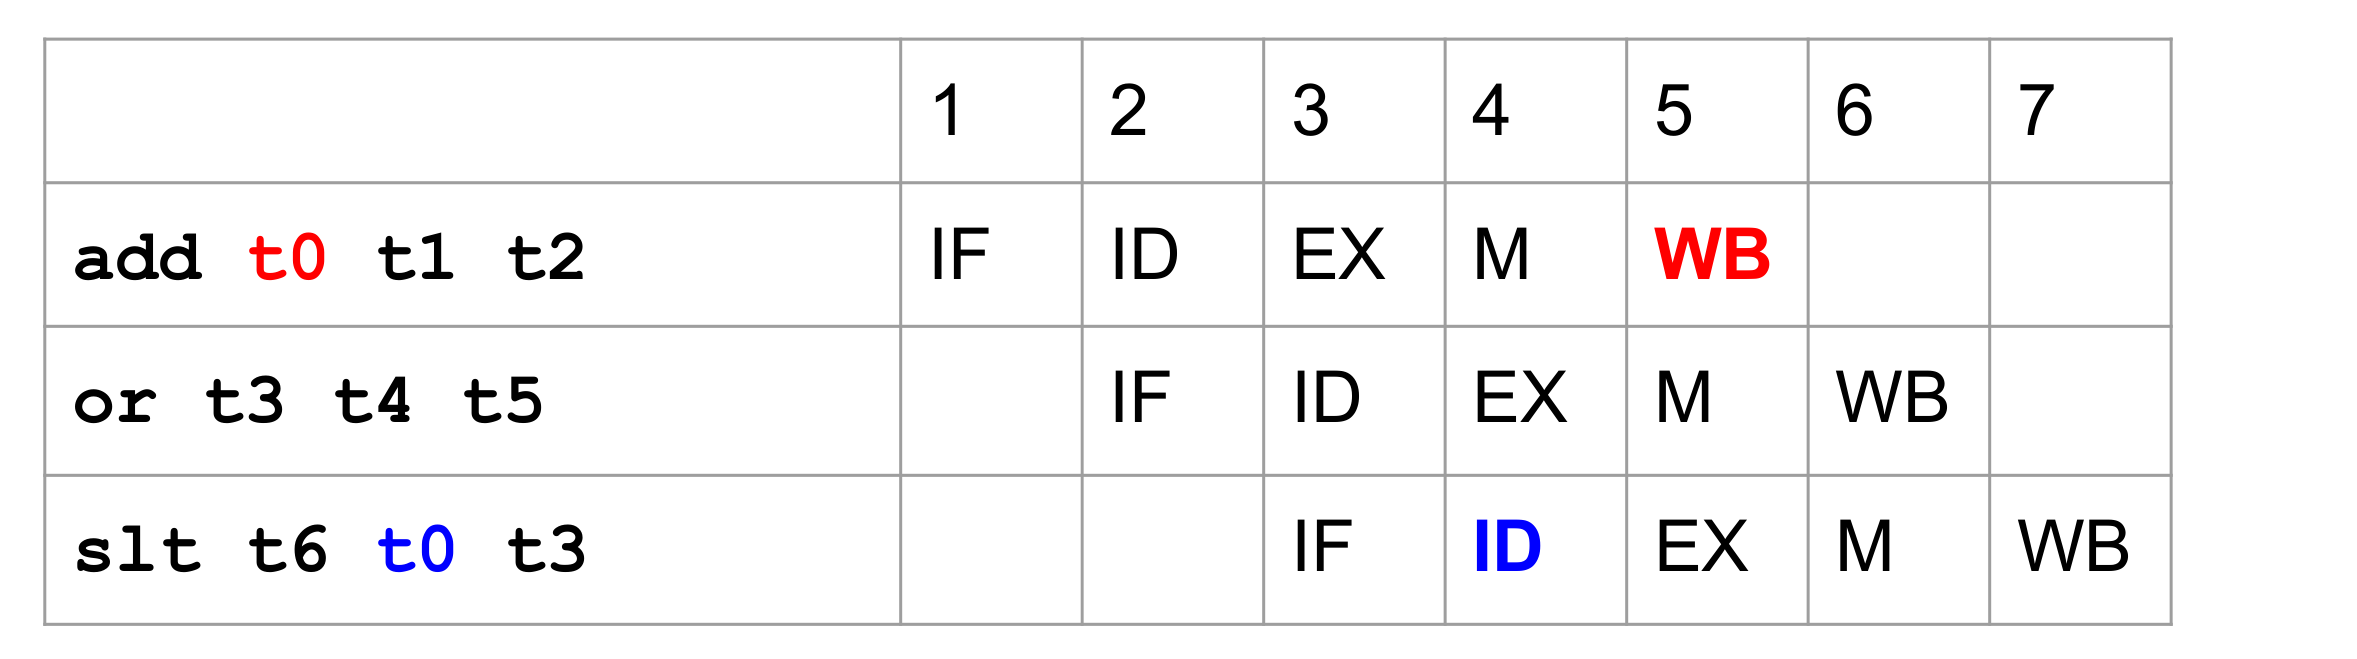 1 2 3 4 5 6 7
add t0 t1 t2 IF ID EX M WB
or t3 t4 t5 IF ID EX M WB
slt t6 t0 t3 IF ID EX M WB